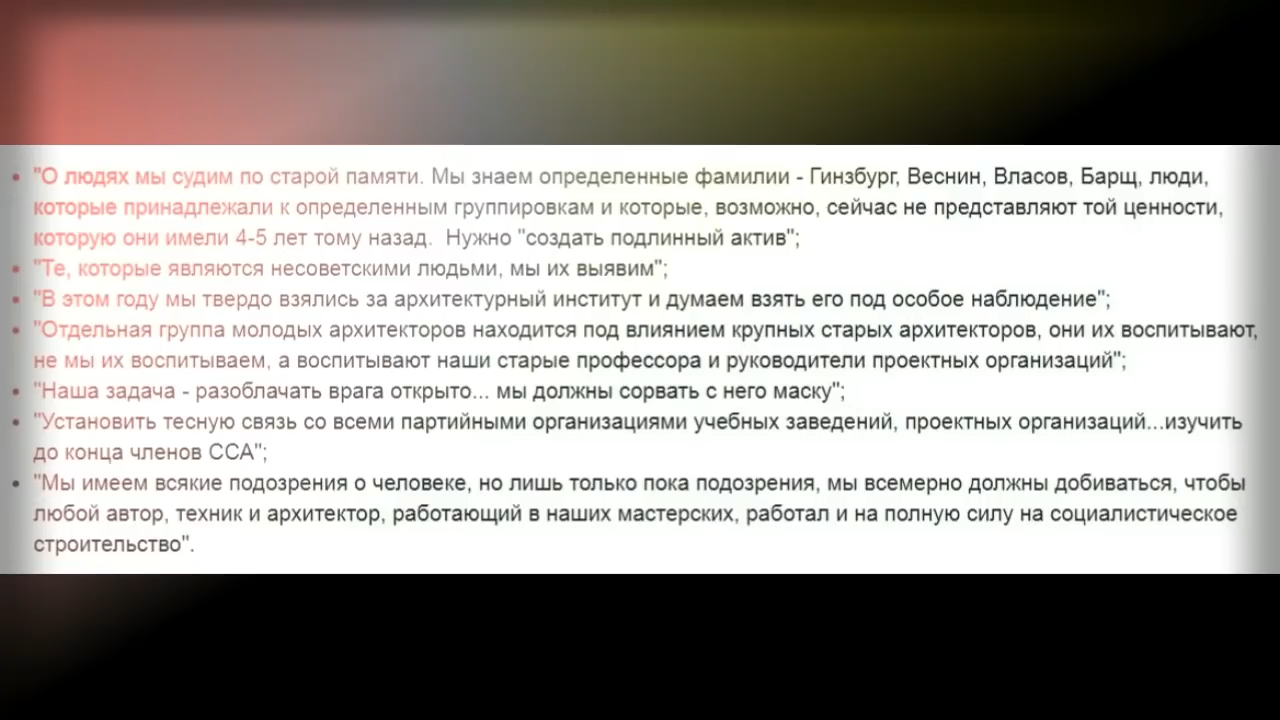 • "О людях мы судим по старой памяти. Мы знаем определенные фамилии - Гинзбург, Веснин, Власов, Барщ, люди,
которые принадлежали к определенным группировкам и которые, возможно, сейчас не представляют той ценности,
которую они имели 4-5 лет тому назад.  Нужно "создать подлинный актив";
• "Те, которые являются несоветскими людьми, мы их выявим";
• "В этом году мы твердо взялись за архитектурный институт и думаем взять его под особое наблюдение";
• "Отдельная группа молодых архитекторов находится под влиянием крупных старых архитекторов, они их воспитывают,
не мы их воспитываем, а воспитывают наши старые профессора и руководители проектных организаций";
• "Наша задача - разоблачать врага открыто... мы должны сорвать с него маску";
• "Установить тесную связь со всеми партийными организациями учебных заведений, проектных организаций...изучить
до конца членов ССА";
• "Мы имеем всякие подозрения о человеке, но лишь только пока подозрения, мы всемерно должны добиваться, чтобы
любой автор, техник и архитектор, работающий в наших мастерских, работал и на полную силу на социалистическое
строительство".